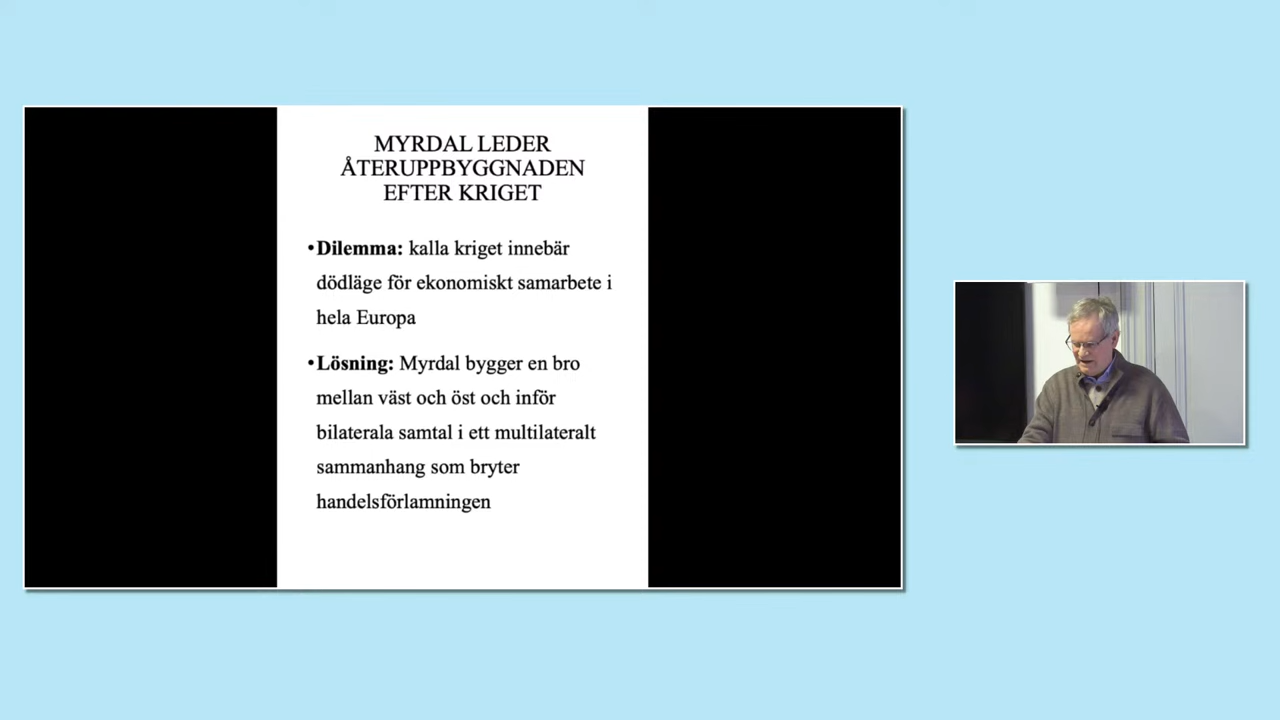 MYRDAL LEDER
ÅTERUPPBYGGNADEN
EFTER KRIGET
•Dilemma: kalla kriget innebär
dödläge för ekonomiskt samarbete i
hela Europa
•Lösning: Myrdal bygger en bro
mellan väst och öst och inför
bilaterala samtal i ett multilateralt
sammanhang som bryter
handelsförlamningen